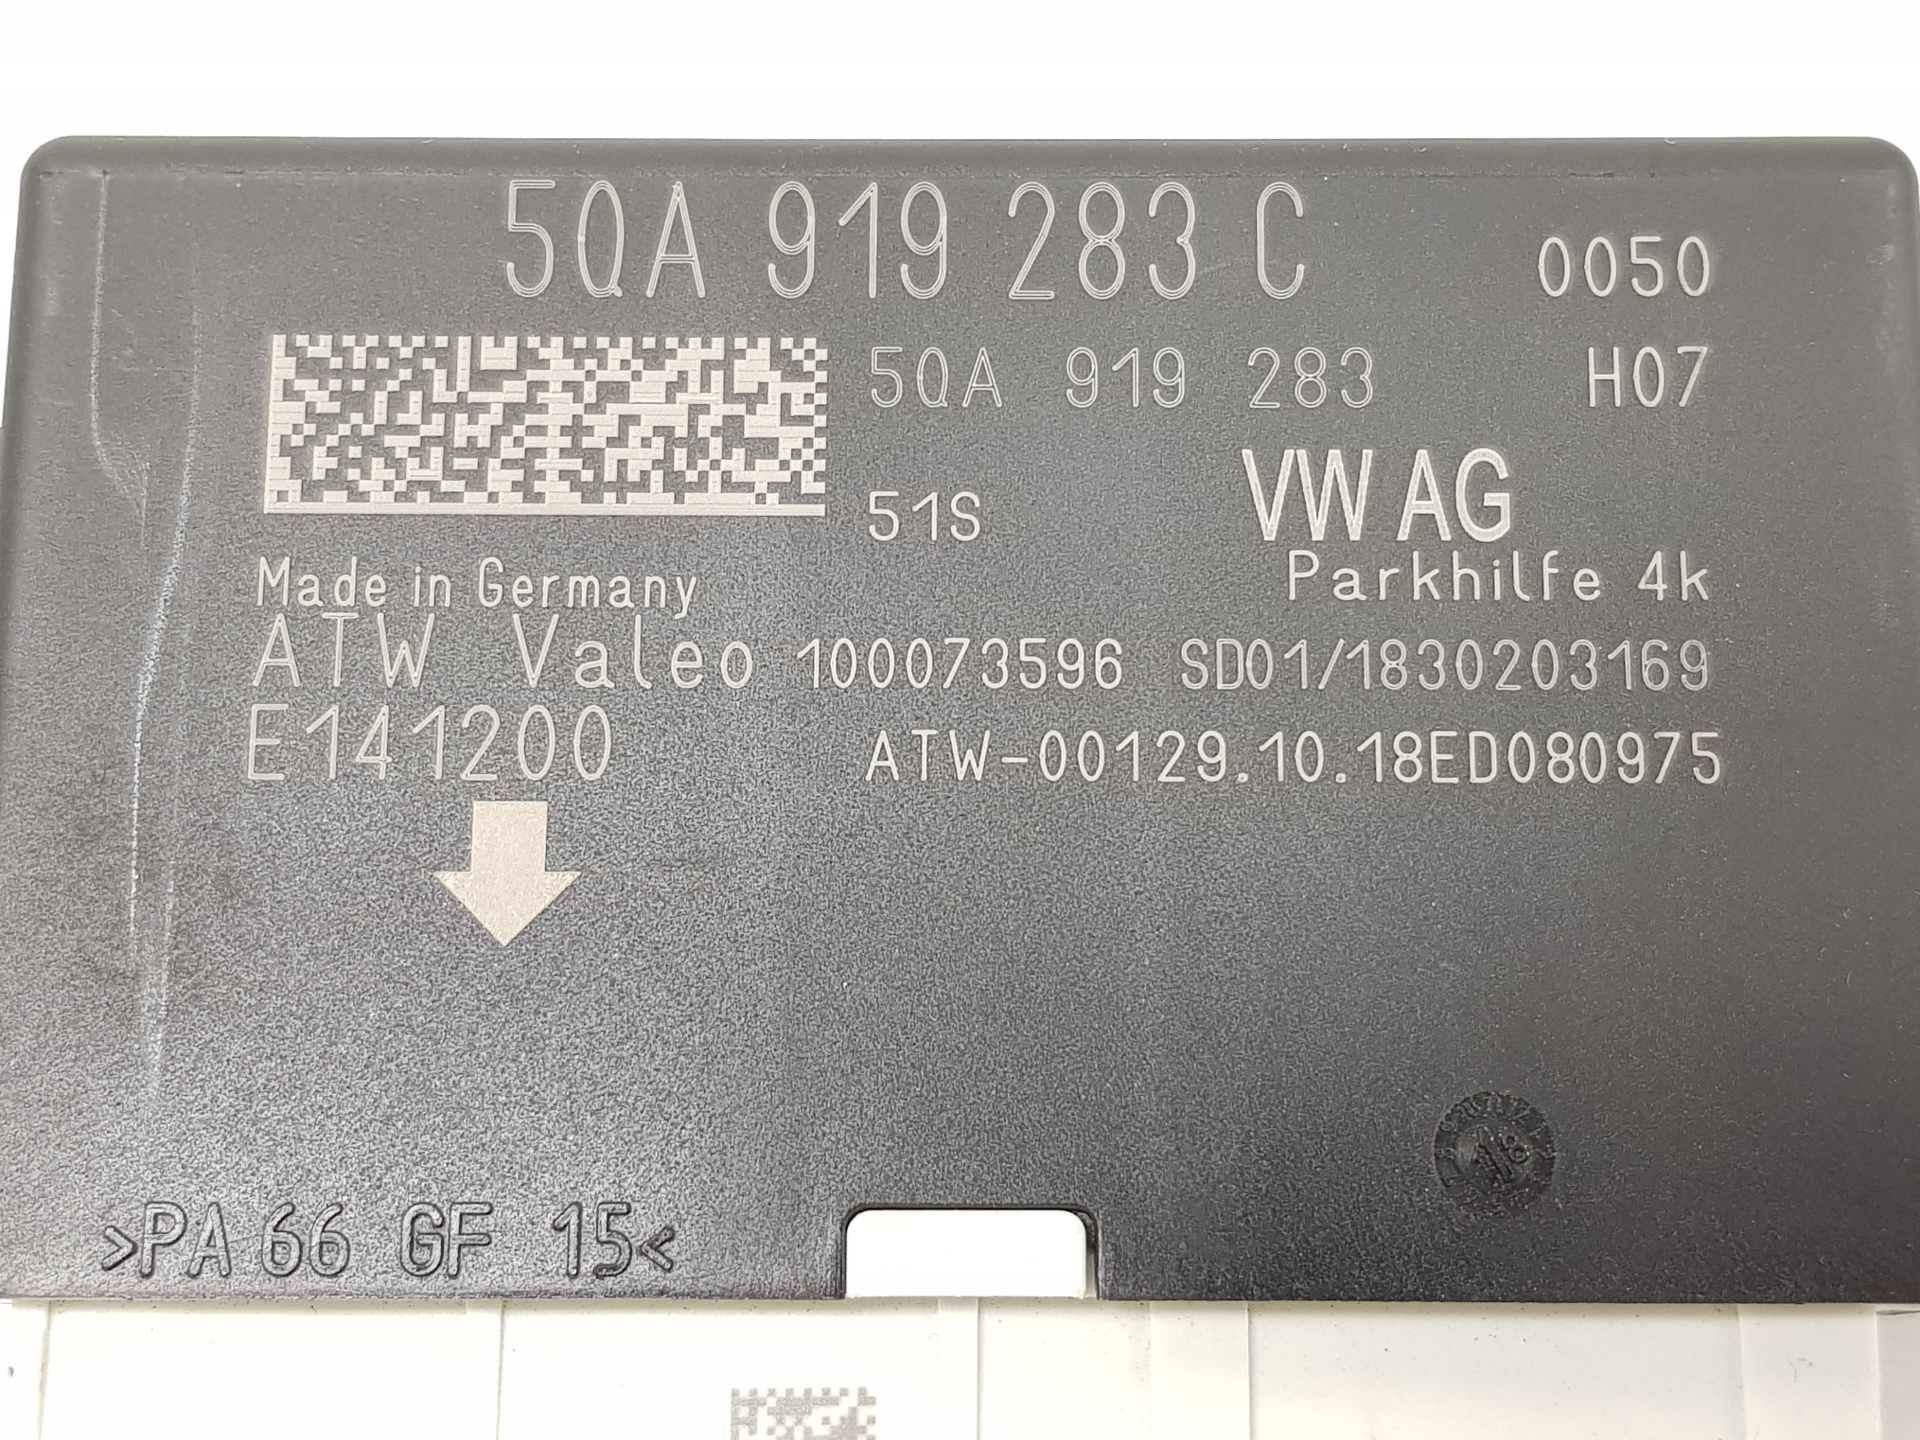 5QA 919 283 C 0050
5QA 919 283 H07
51S VW AG
Parkhilfe 4k
Made in Germany
ATW Valeo 100073596 SD01/1830203169
E141200 ATW-00129.10.18ED080975
>PA 66 GF 15<